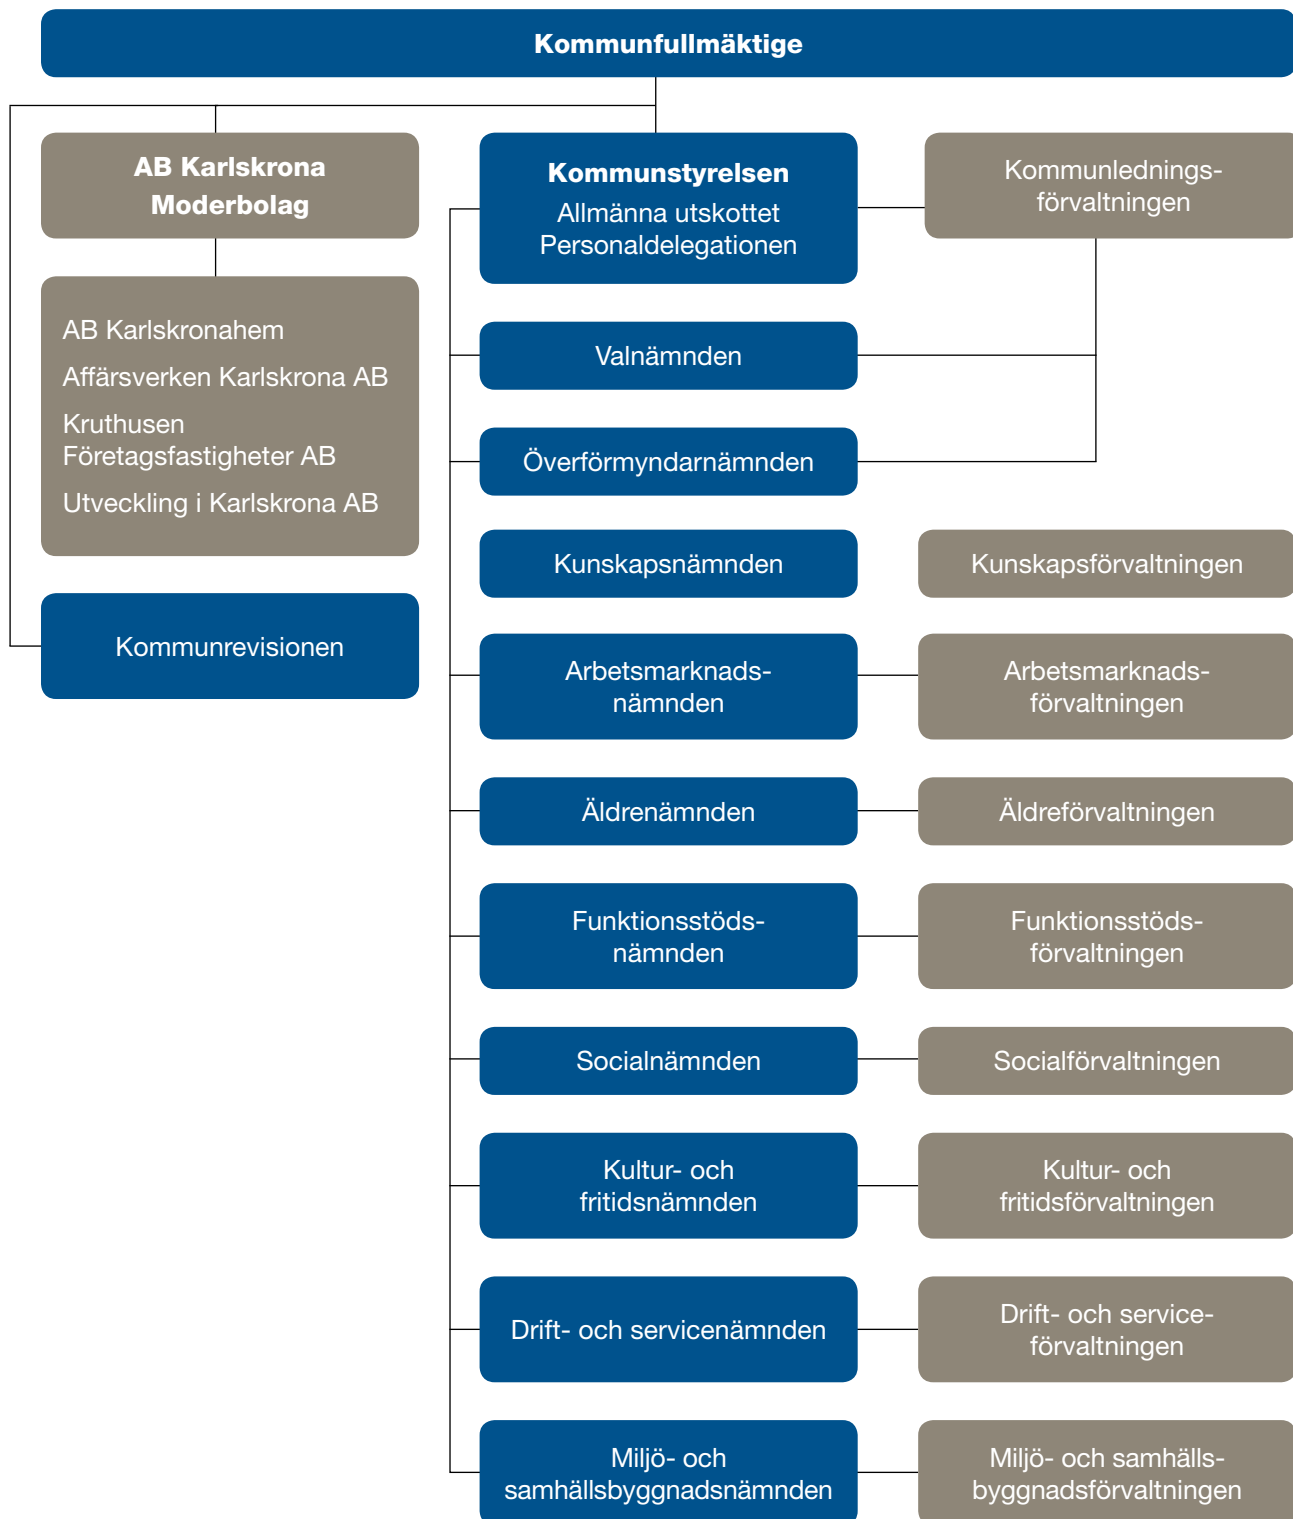 Kommunfullmäktige
AB Karlskrona
Moderbolag
AB Karlskronahem
Affärsverken Karlskrona AB
Kruthusen
Företagsfastigheter AB
Utveckling i Karlskrona AB
Kommunrevisionen
Kommunstyrelsen
Allmänna utskottet
Personaldelegationen
Kommunlednings-
förvaltningen
Valnämnden
Överförmyndarnämnden
Kunskapsnämnden
Kunskapsförvaltningen
Arbetsmarknads-
nämnden
Arbetsmarknads-
förvaltningen
Äldrenämnden
Äldreförvaltningen
Funktionsstöds-
nämnden
Funktionsstöds-
förvaltningen
Socialnämnden
Socialförvaltningen
Kultur- och
fritidsnämnden
Kultur- och
fritidsförvaltningen
Drift- och servicenämnden
Drift- och service-
förvaltningen
Miljö- och
samhällsbyggnadsnämnden
Miljö- och samhälls-
byggnadsförvaltningen